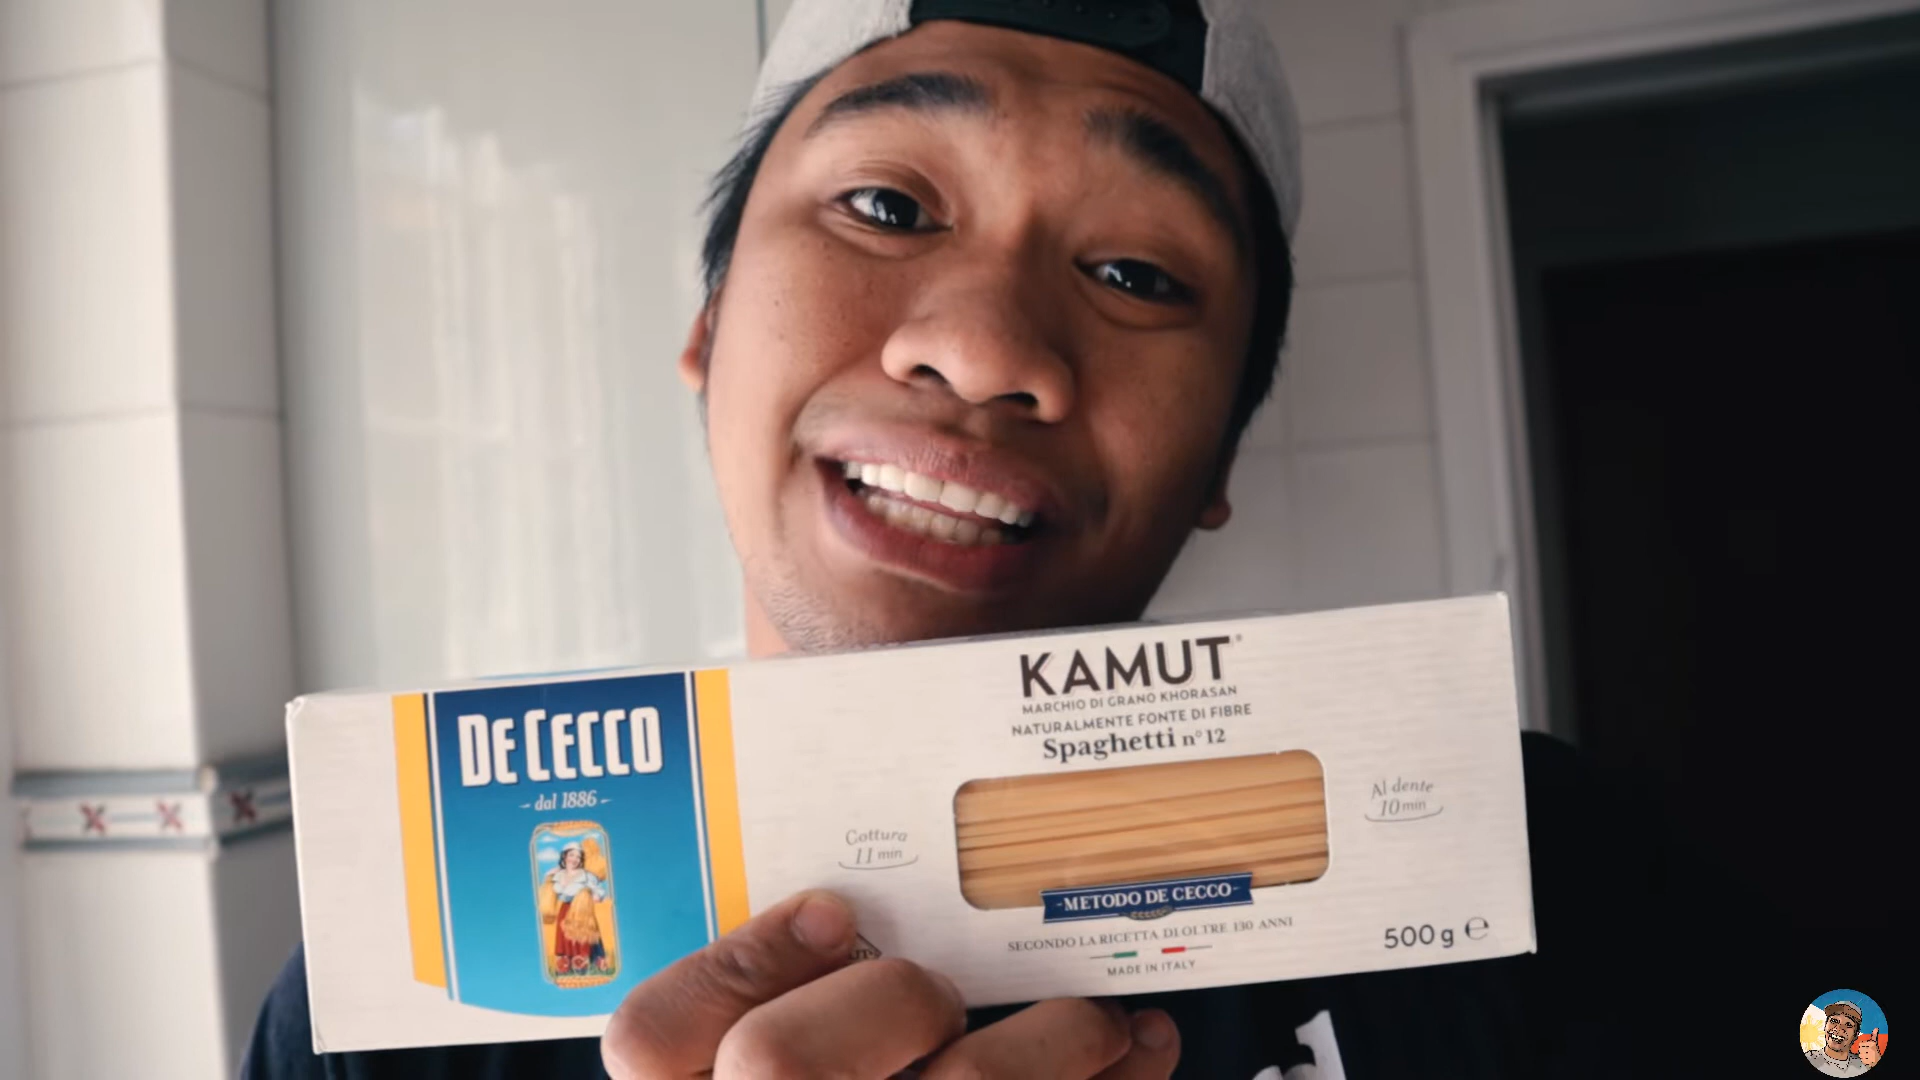 DE CECCO
dal 1886
KAMUT®
MARCHIO DI GRANO KHORASAN
NATURALMENTE FONTE DI FIBRE
Spaghetti n°12
Cottura
11 min
Al dente
10 min
METODO DE CECCO
SECONDO LA RICETTA DI OLTRE 130 ANNI
MADE IN ITALY
500 g ℮